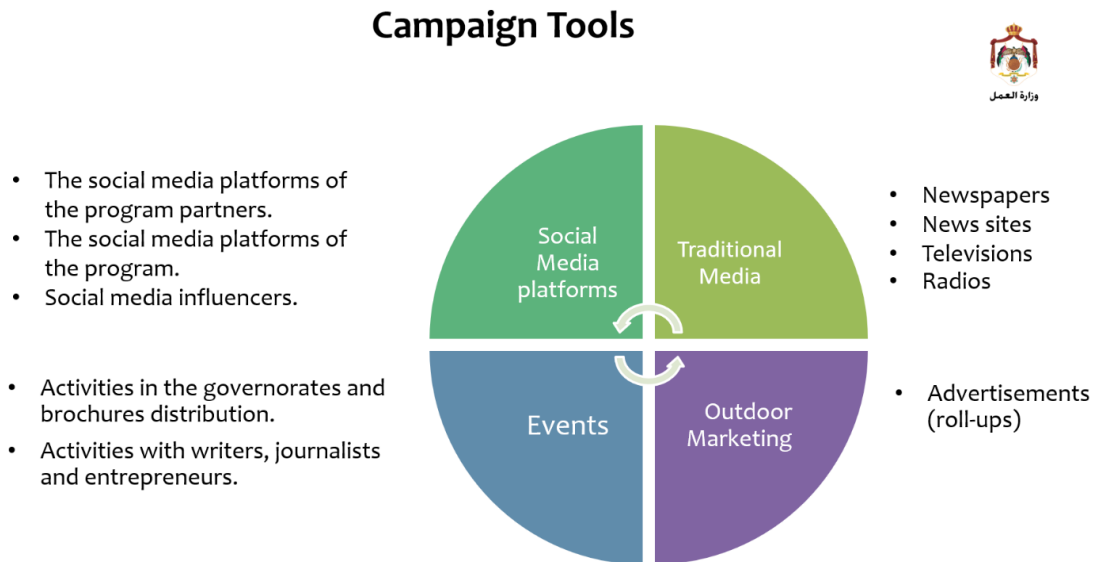 Campaign Tools
وزارة العمل
• The social media platforms of
the program partners.
• The social media platforms of
the program.
• Social media influencers.
Social
Media
platforms
Traditional
Media
• Newspapers
• News sites
• Televisions
• Radios
• Activities in the governorates and
brochures distribution.
• Activities with writers, journalists
and entrepreneurs.
Events
Outdoor
Marketing
• Advertisements
(roll-ups)